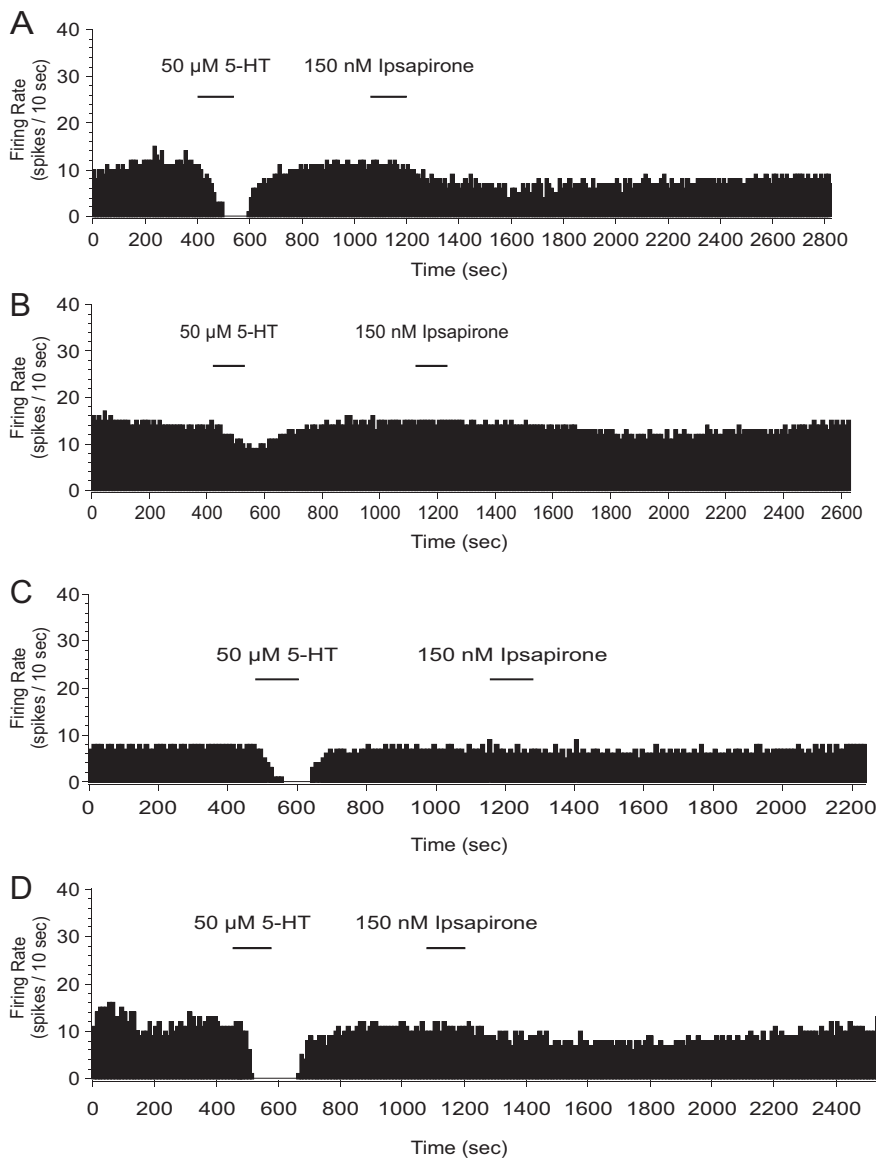 A
40
50 µM 5-HT 150 nM Ipsapirone
30
20
10
0
Firing Rate
(spikes / 10 sec)
0 200 400 600 800 1000 1200 1400 1600 1800 2000 2200 2400 2600 2800
Time (sec)
B
40
50 µM 5-HT 150 nM Ipsapirone
30
20
10
0
Firing Rate
(spikes / 10 sec)
0 200 400 600 800 1000 1200 1400 1600 1800 2000 2200 2400 2600
Time (sec)
C
40
30
50 µM 5-HT 150 nM Ipsapirone
20
10
0
Firing Rate
(spikes / 10 sec)
0 200 400 600 800 1000 1200 1400 1600 1800 2000 2200
Time (sec)
D
40
50 µM 5-HT 150 nM Ipsapirone
30
20
10
0
Firing Rate
(spikes / 10 sec)
0 200 400 600 800 1000 1200 1400 1600 1800 2000 2200 2400
Time (sec)